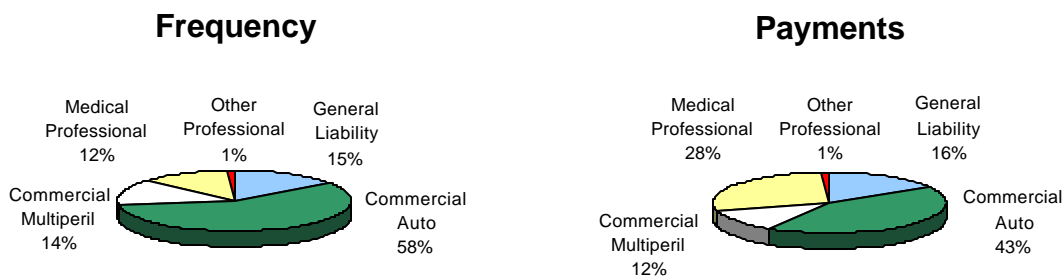 Frequency
Medical
Professional
12%
Other
Professional
1%
General
Liability
15%
Commercial
Multiperil
14%
Commercial
Auto
58%
Payments
Medical
Professional
28%
Other
Professional
1%
General
Liability
16%
Commercial
Multiperil
12%
Commercial
Auto
43%